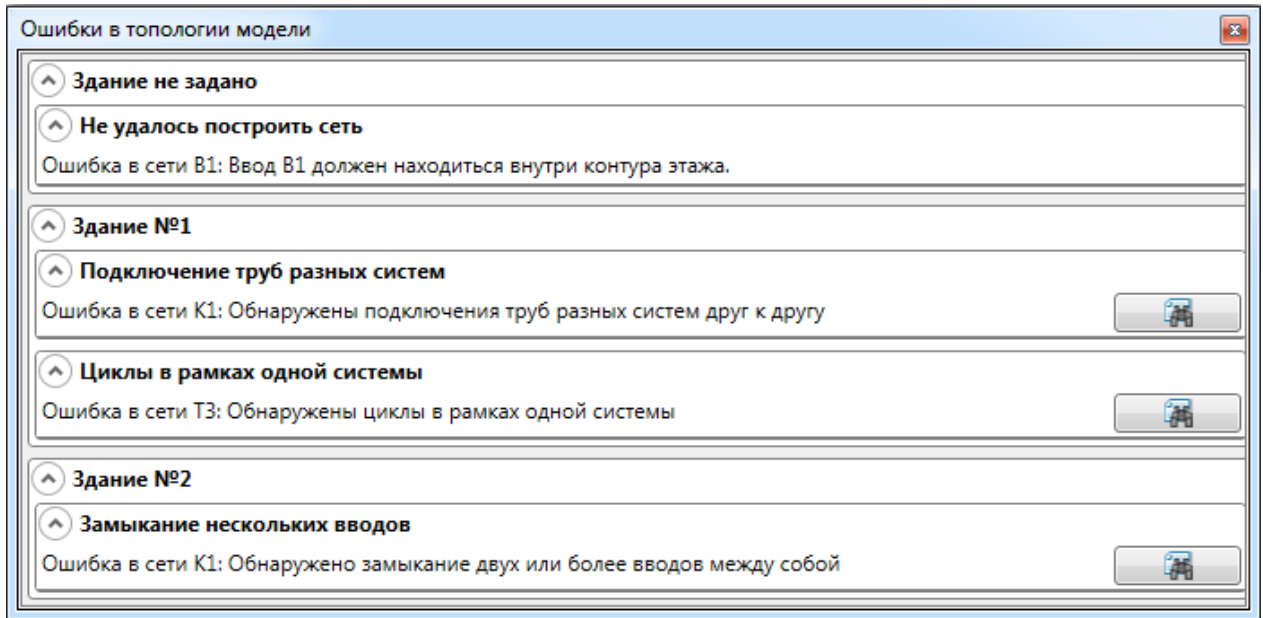 Ошибки в топологии модели
Здание не задано
Не удалось построить сеть
Ошибка в сети В1: Ввод В1 должен находиться внутри контура этажа.
Здание №1
Подключение труб разных систем
Ошибка в сети К1: Обнаружены подключения труб разных систем друг к другу
Циклы в рамках одной системы
Ошибка в сети Т3: Обнаружены циклы в рамках одной системы
Здание №2
Замыкание нескольких вводов
Ошибка в сети К1: Обнаружено замыкание двух или более вводов между собой